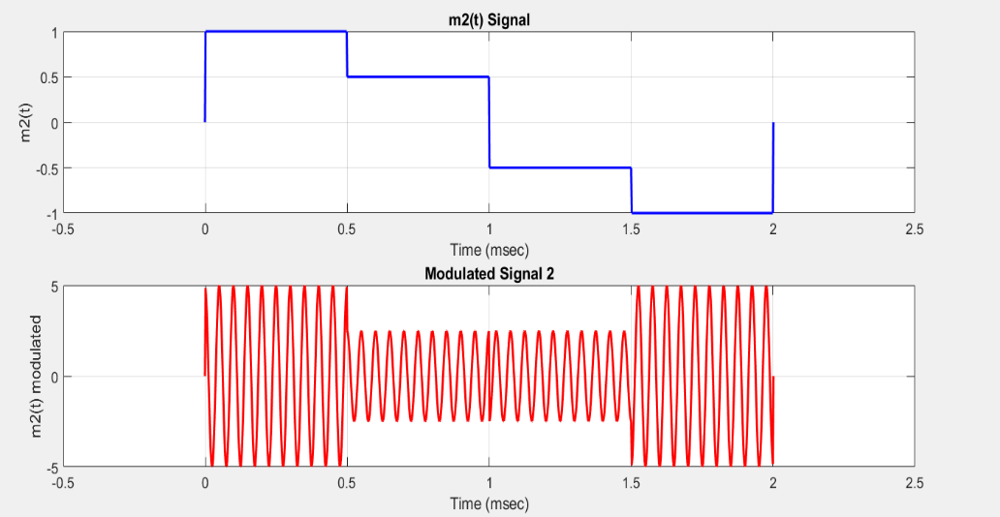 m2(t) Signal
1
0.5
0
-0.5
-1
m2(t)
-0.5 0 0.5 1 1.5 2 2.5
Time (msec)
Modulated Signal 2
5
0
-5
m2(t) modulated
-0.5 0 0.5 1 1.5 2 2.5
Time (msec)